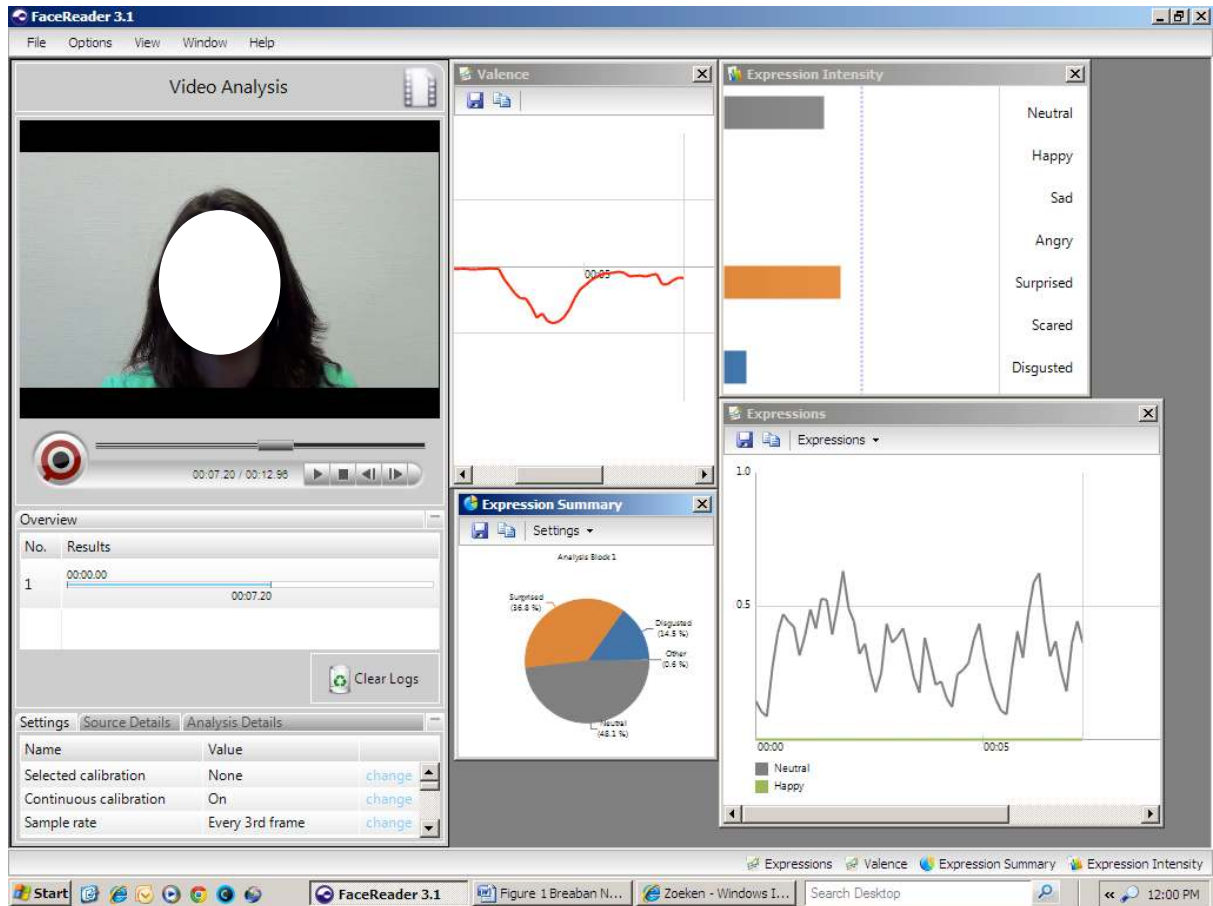 FaceReader 3.1
File Options View Window Help
Video Analysis
00:07.20 / 00:12.96
Overview
No. Results
1 00:00.00
00:07.20
Clear Logs
Settings Source Details Analysis Details
Name Value
Selected calibration None change
Continuous calibration On change
Sample rate Every 3rd frame change
Valence
00:05
Expression Summary
Settings
Analysis Block 1
Surprised
(36.8 %)
Disgusted
(14.5 %)
Other
(0.6 %)
Neutral
(48.1 %)
Expression Intensity
Neutral
Happy
Sad
Angry
Surprised
Scared
Disgusted
Expressions
Expressions
1.0
0.5
00:00 00:05
Neutral
Happy
Expressions Valence Expression Summary Expression Intensity
Start FaceReader 3.1 Figure 1 Breaban N... Zoeken - Windows I... Search Desktop « 12:00 PM